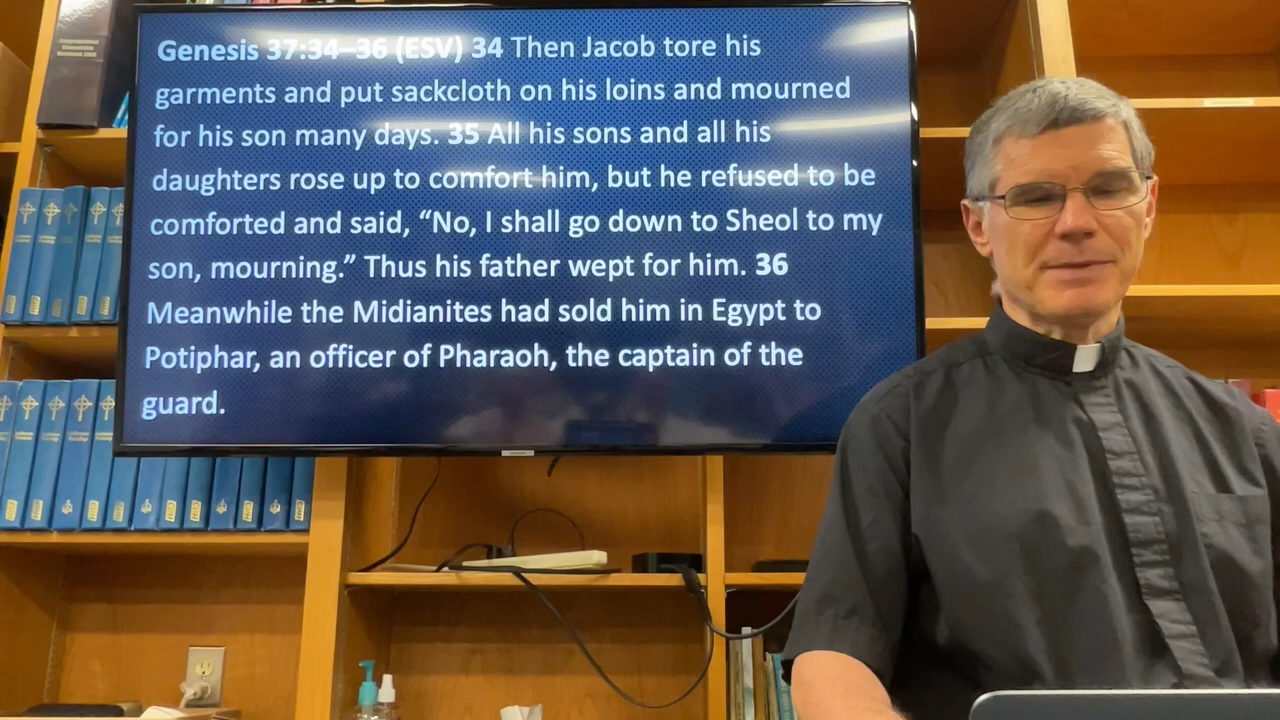 Genesis 37:34–36 (ESV) 34 Then Jacob tore his
garments and put sackcloth on his loins and mourned
for his son many days. 35 All his sons and all his
daughters rose up to comfort him, but he refused to be
comforted and said, “No, I shall go down to Sheol to my
son, mourning.” Thus his father wept for him. 36
Meanwhile the Midianites had sold him in Egypt to
Potiphar, an officer of Pharaoh, the captain of the
guard.